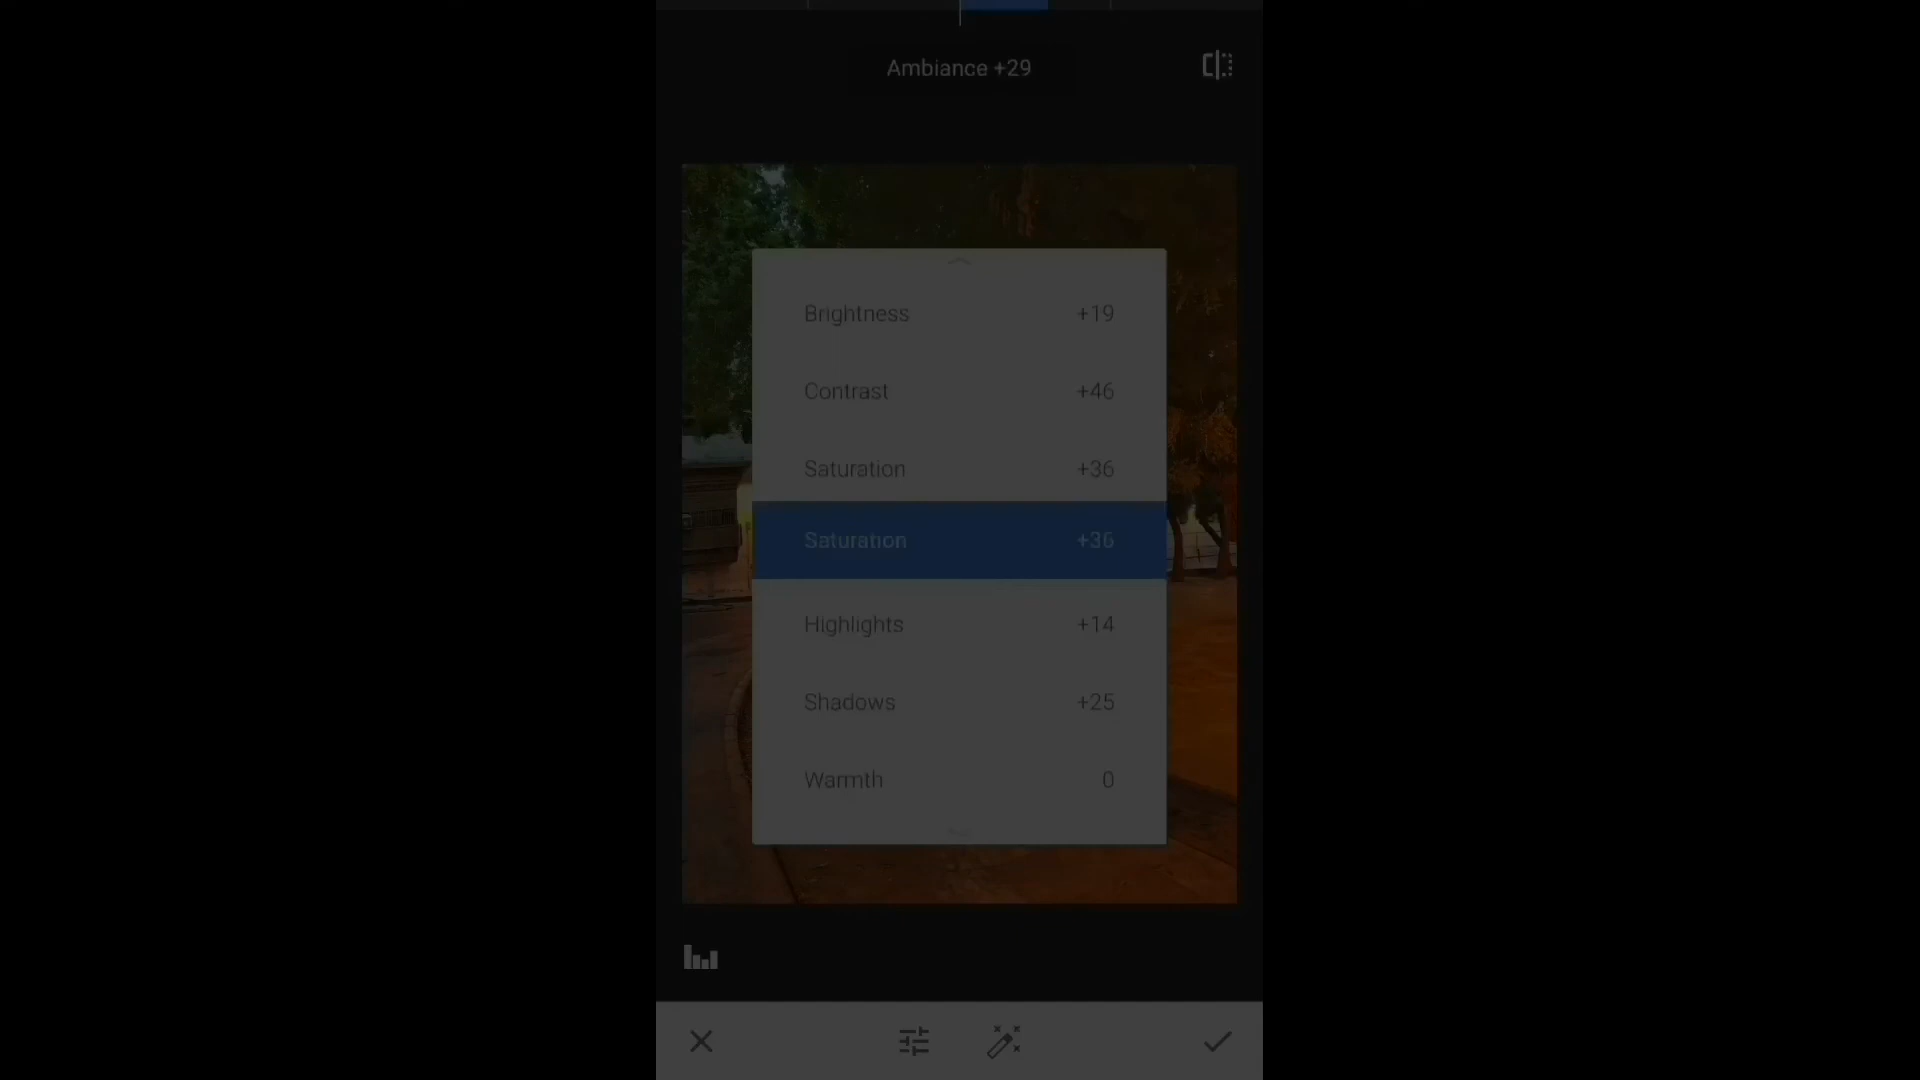 Ambiance +29
Brightness +19
Contrast +46
Saturation +36
Saturation +36
Highlights +14
Shadows +25
Warmth 0